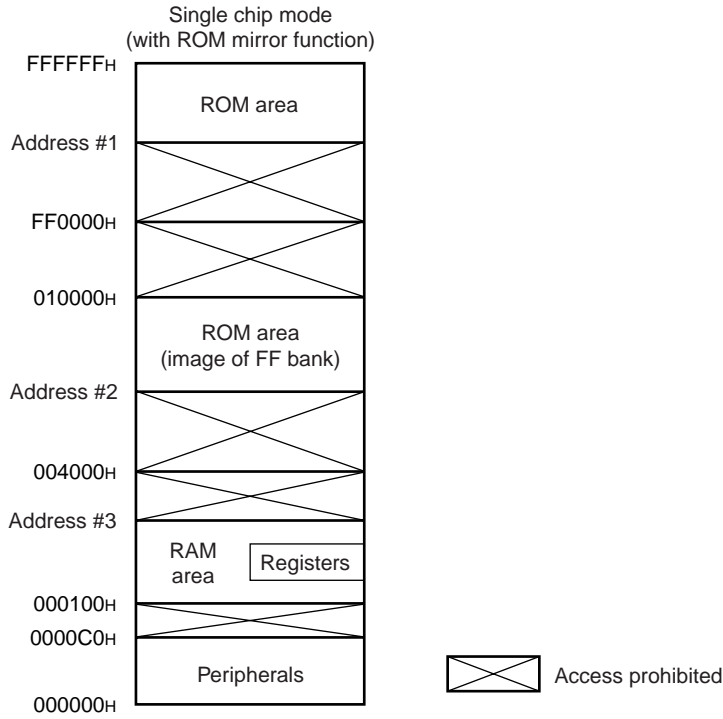 Single chip mode
(with ROM mirror function)
FFFFFFH
ROM area
Address #1
FF0000H
010000H
ROM area
(image of FF bank)
Address #2
004000H
Address #3
RAM
area
Registers
000100H
0000C0H
Peripherals
000000H
Access prohibited